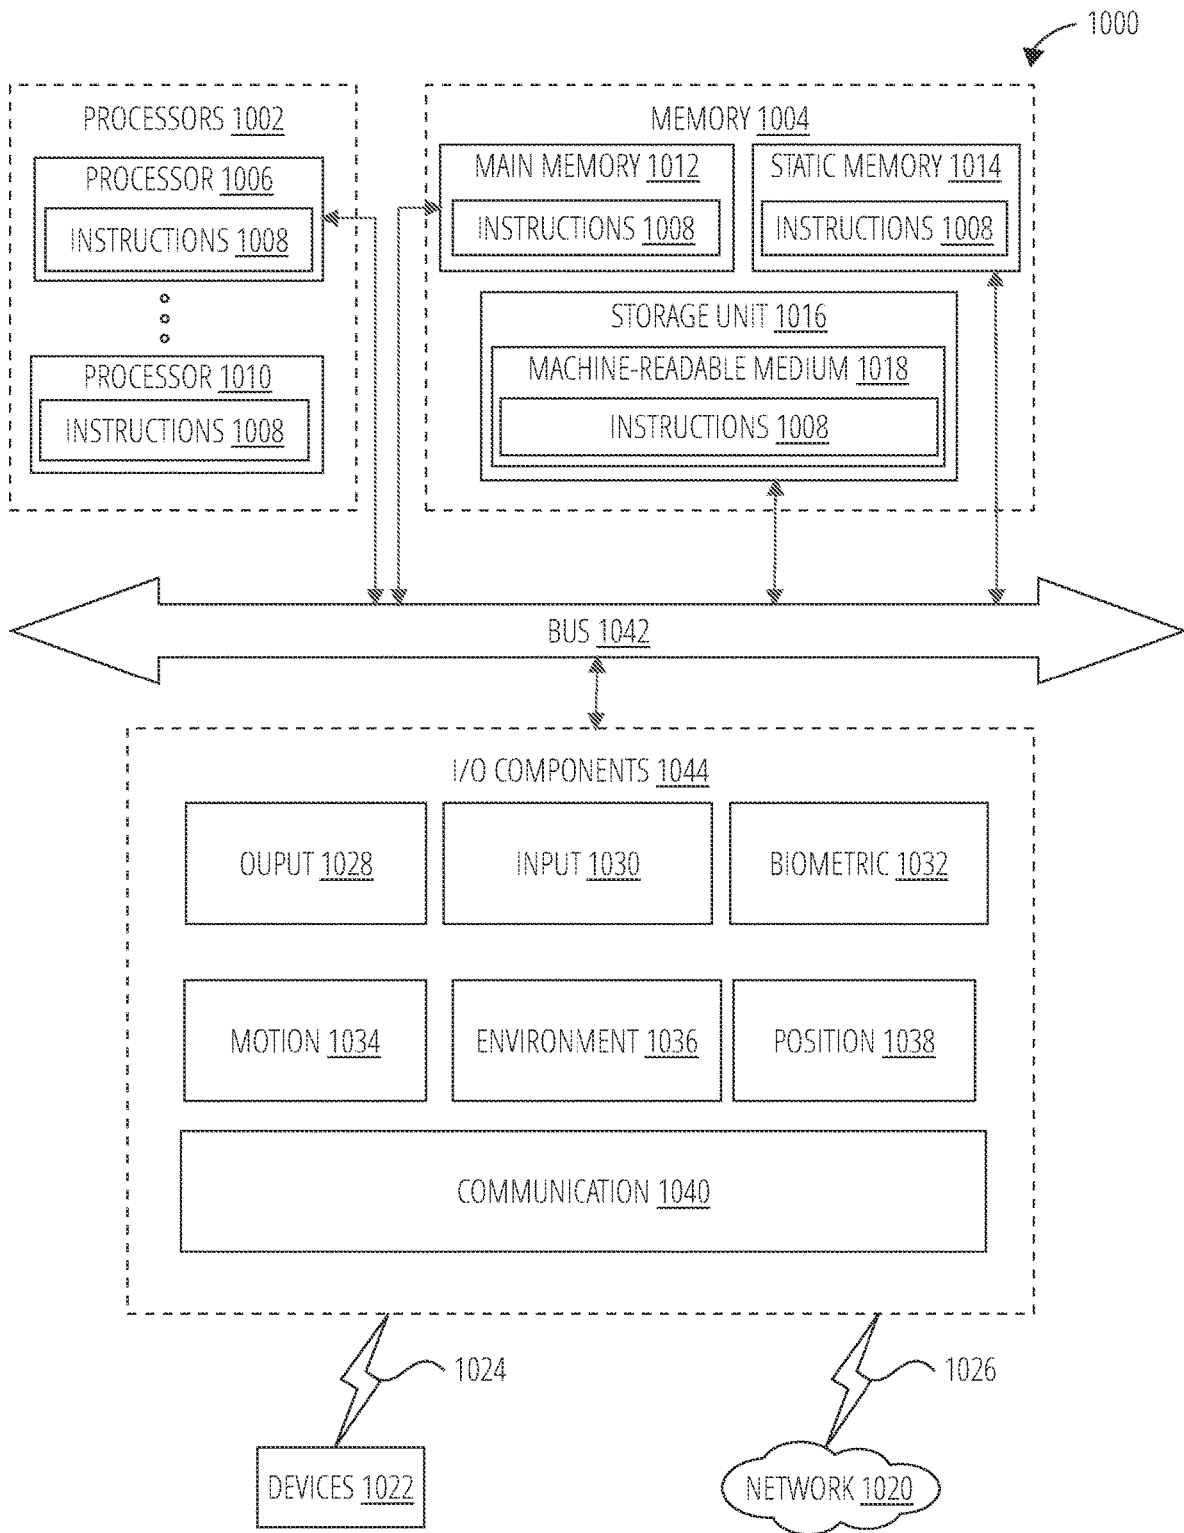 1000
PROCESSORS 1002
PROCESSOR 1006
INSTRUCTIONS 1008
PROCESSOR 1010
INSTRUCTIONS 1008
MEMORY 1004
MAIN MEMORY 1012
INSTRUCTIONS 1008
STATIC MEMORY 1014
INSTRUCTIONS 1008
STORAGE UNIT 1016
MACHINE-READABLE MEDIUM 1018
INSTRUCTIONS 1008
BUS 1042
I/O COMPONENTS 1044
OUPUT 1028
INPUT 1030
BIOMETRIC 1032
MOTION 1034
ENVIRONMENT 1036
POSITION 1038
COMMUNICATION 1040
1024
1026
DEVICES 1022
NETWORK 1020